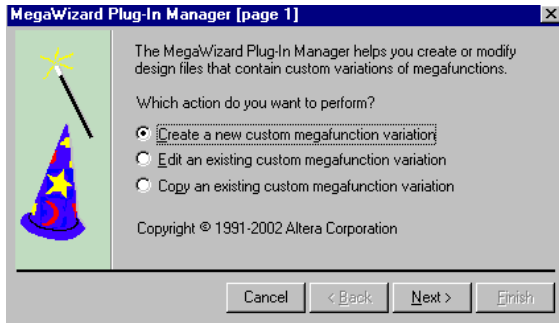 MegaWizard Plug-In Manager [page 1]
The MegaWizard Plug-In Manager helps you create or modify
design files that contain custom variations of megafunctions.
Which action do you want to perform?
Create a new custom megafunction variation
Edit an existing custom megafunction variation
Copy an existing custom megafunction variation
Copyright © 1991-2002 Altera Corporation
Cancel < Back Next > Finish